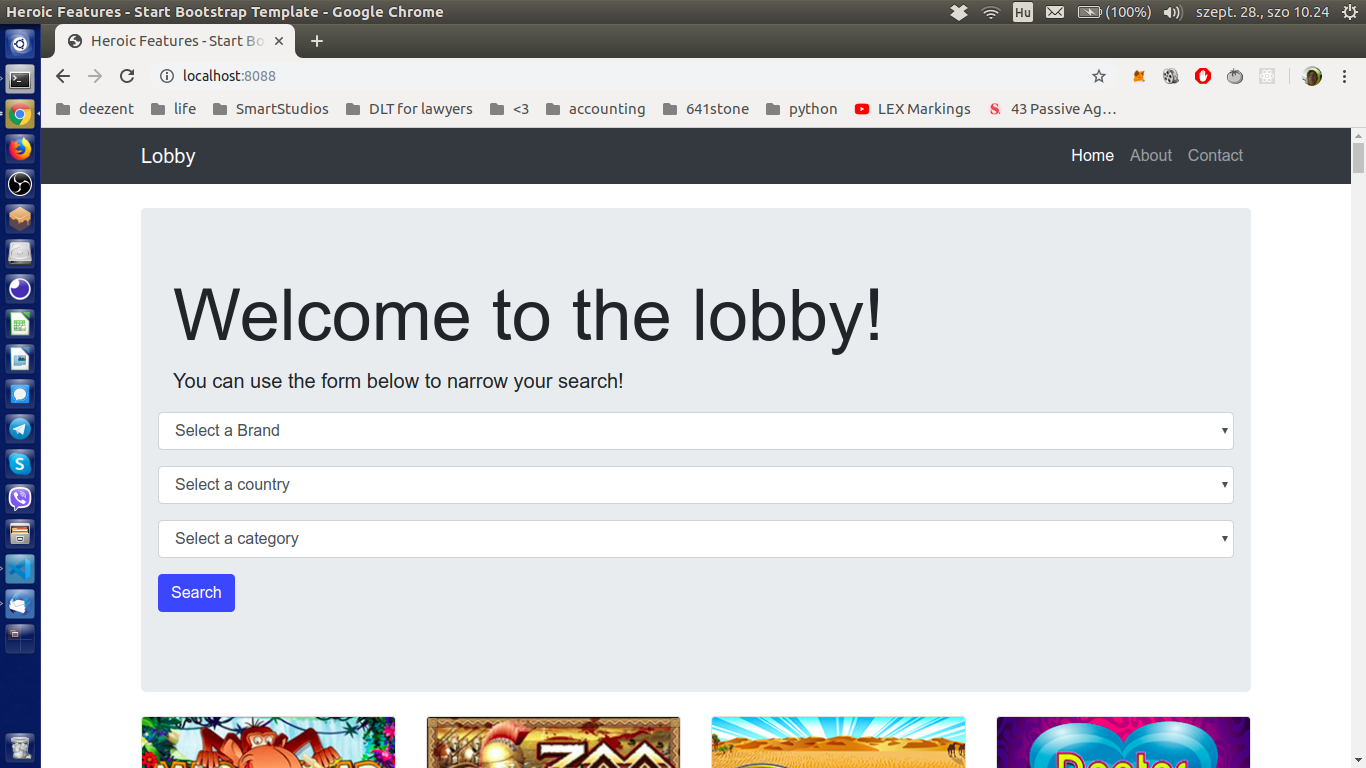 Heroic Features - Start Bootstrap Template - Google Chrome
Hu
(100%)
szept. 28., szo 10.24
Heroic Features - Start Bo
localhost:8088
deezent
life
SmartStudios
DLT for lawyers
<3
accounting
641stone
python
LEX Markings
43 Passive Ag…
Lobby
Home
About
Contact
Welcome to the lobby!
You can use the form below to narrow your search!
Select a Brand
Select a country
Select a category
Search
ZOO
Doctor